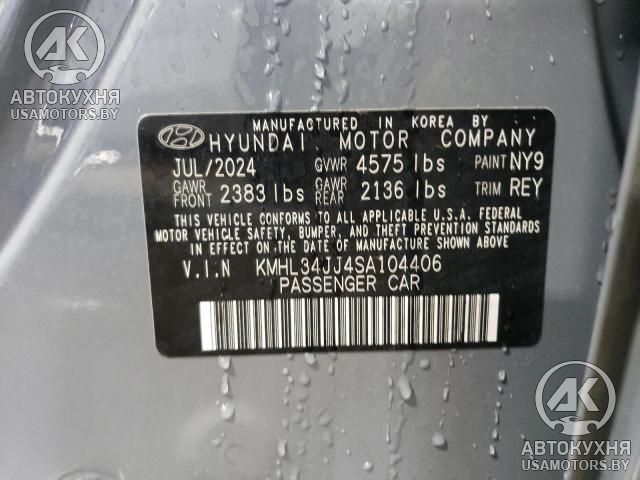 AK
АВТОКУХНЯ
USAMOTORS.BY
MANUFACTURED IN KOREA BY
HYUNDAI MOTOR COMPANY
JUL/2024 GVWR 4575 lbs PAINT NY9
GAWR FRONT 2383 lbs GAWR REAR 2136 lbs TRIM REY
THIS VEHICLE CONFORMS TO ALL APPLICABLE U.S.A. FEDERAL
MOTOR VEHICLE SAFETY, BUMPER, AND THEFT PREVENTION STANDARDS
IN EFFECT ON THE DATE OF MANUFACTURE SHOWN ABOVE.
V.I.N KMHL34JJ4SA104406
PASSENGER CAR
AK
АВТОКУХНЯ
USAMOTORS.BY